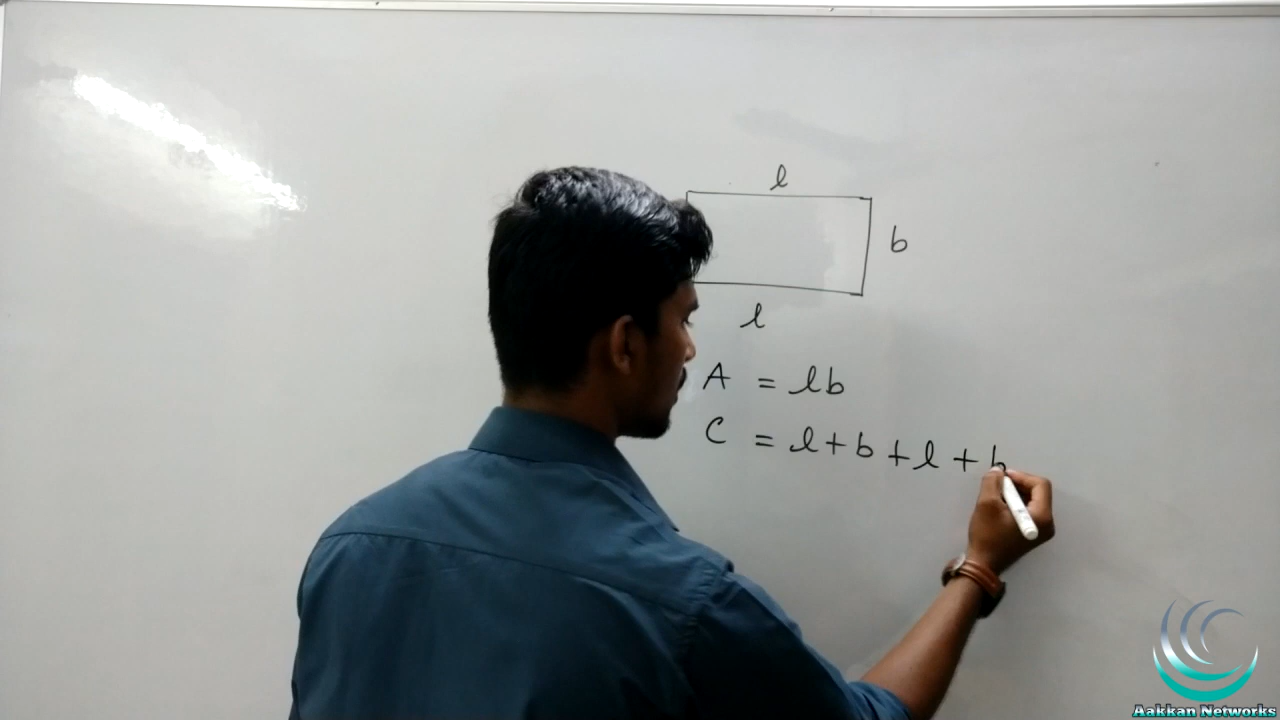 l
b
l
A = lb
C = l+b+l+b
Aakkan Networks